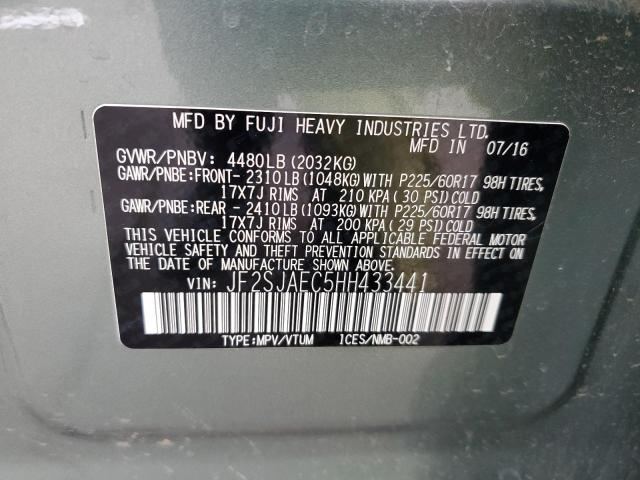 MFD BY FUJI HEAVY INDUSTRIES LTD.
MFD IN 07/16
GVWR/PNBV: 4480LB(2032KG)
GAWR/PNBE:FRONT-2310LB(1048KG)WITH P225/60R17 98H TIRES,
17X7J RIMS AT 210 KPA(30 PSI)COLD
GAWR/PNBE:REAR -2410LB(1093KG)WITH P225/60R17 98H TIRES,
17X7J RIMS AT 200 KPA(29 PSI)COLD
THIS VEHICLE CONFORMS TO ALL APPLICABLE FEDERAL MOTOR
VEHICLE SAFETY AND THEFT PREVENTION STANDARDS IN EFFECT
ON THE DATE OF MANUFACTURE SHOWN ABOVE.
VIN: JF2SJAEC5HH433441
TYPE:MPV/VTUM ICES/NMB-002